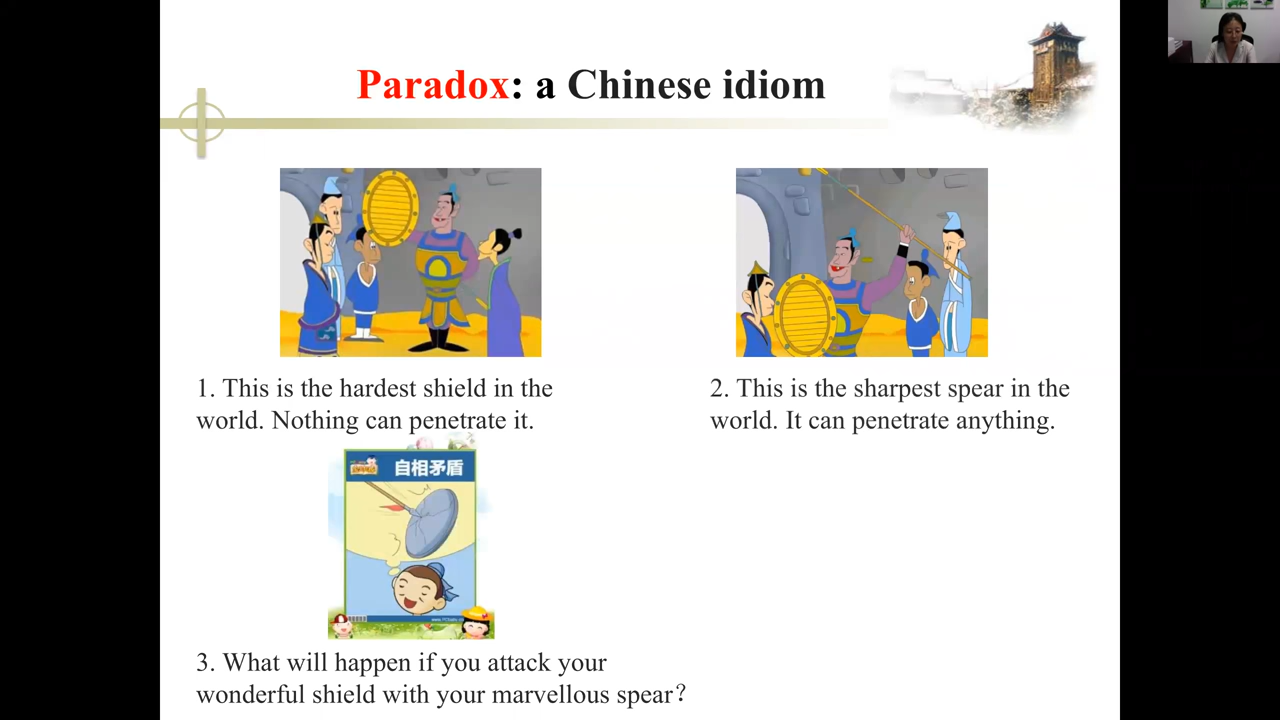 Paradox: a Chinese idiom
1. This is the hardest shield in the
world. Nothing can penetrate it.
2. This is the sharpest spear in the
world. It can penetrate anything.
自相矛盾
3. What will happen if you attack your
wonderful shield with your marvellous spear？